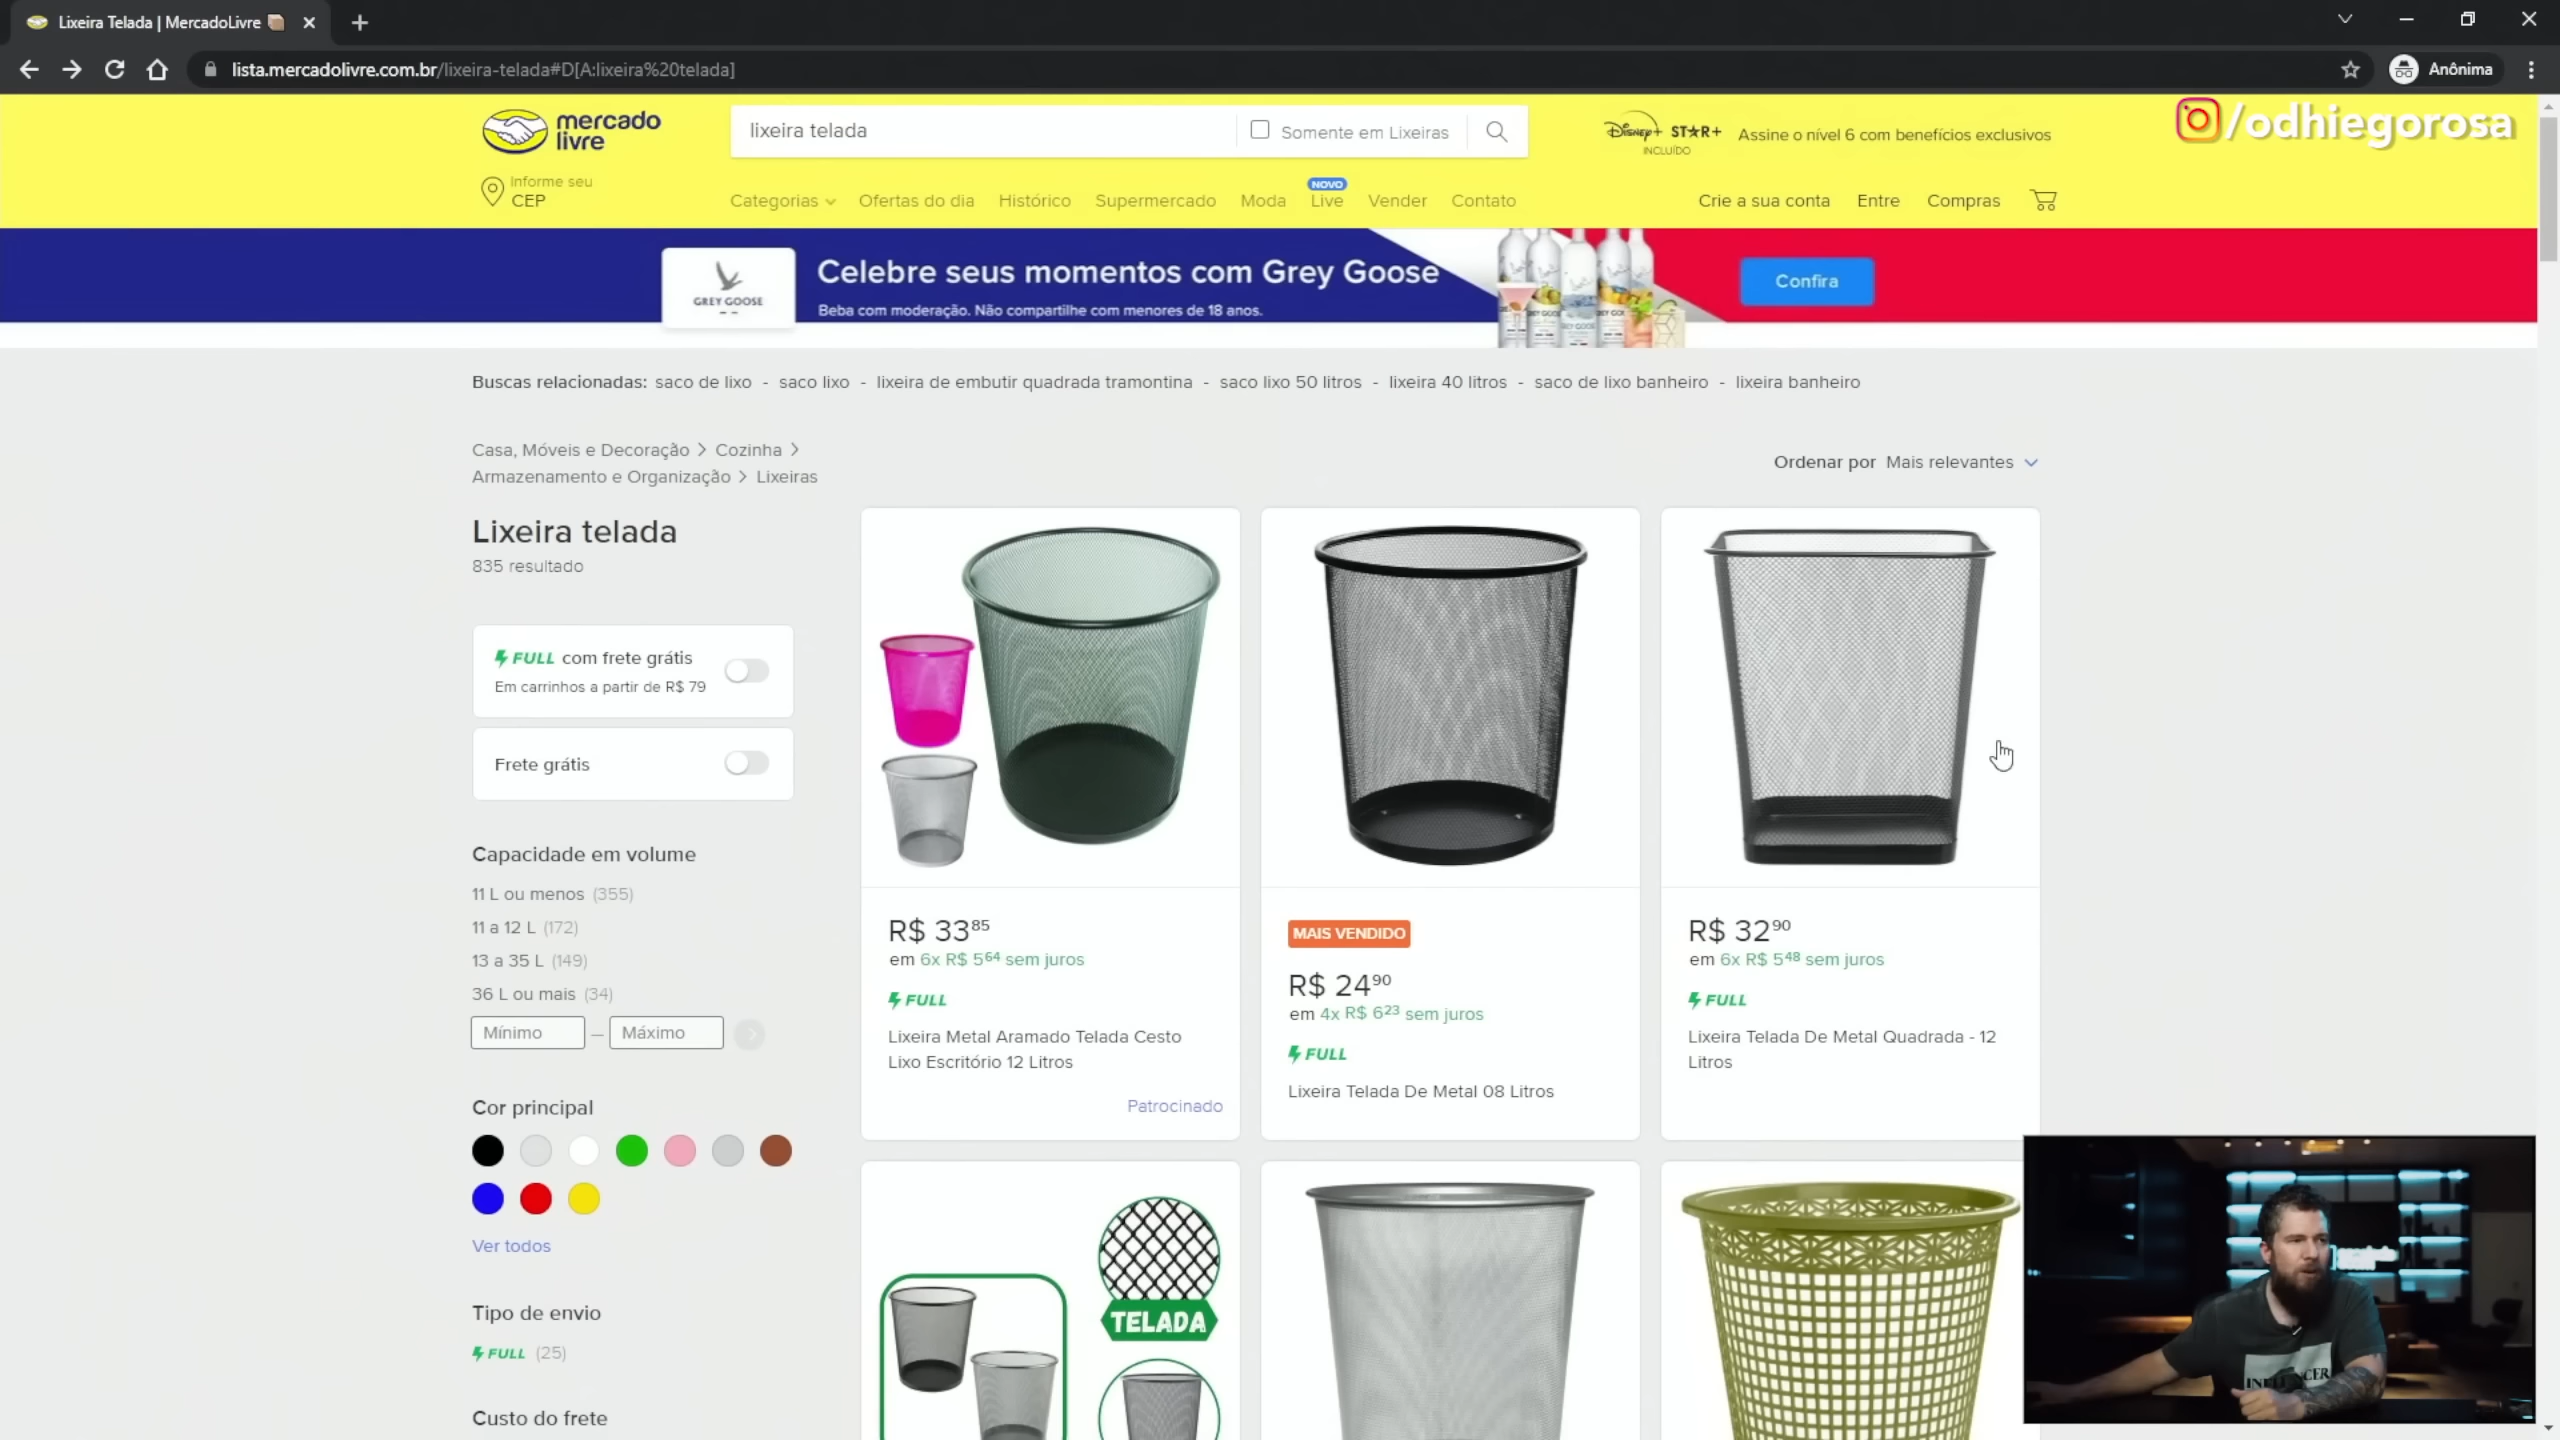 Lixeira Telada | MercadoLivre
lista.mercadolivre.com.br/lixeira-telada#D[A:lixeira%20telada]
Anônima
mercado
livre
lixeira telada
Somente em Lixeiras
Disney+ STAR+
INCLUÍDO
Assine o nível 6 com benefícios exclusivos
/odhiegorosa
Informe seu
CEP
Categorias
Ofertas do dia
Histórico
Supermercado
Moda
NOVO
Live
Vender
Contato
Crie a sua conta
Entre
Compras
GREY GOOSE
Celebre seus momentos com Grey Goose
Beba com moderação. Não compartilhe com menores de 18 anos.
Confira
Buscas relacionadas: saco de lixo - saco lixo - lixeira de embutir quadrada tramontina - saco lixo 50 litros - lixeira 40 litros - saco de lixo banheiro - lixeira banheiro
Casa, Móveis e Decoração > Cozinha >
Armazenamento e Organização > Lixeiras
Ordenar por Mais relevantes
Lixeira telada
835 resultado
FULL com frete grátis
Em carrinhos a partir de R$ 79
Frete grátis
Capacidade em volume
11 L ou menos (355)
11 a 12 L (172)
13 a 35 L (149)
36 L ou mais (34)
Mínimo — Máximo
Cor principal
Ver todos
Tipo de envio
FULL (25)
Custo do frete
R$ 33 85
em 6x R$ 5 64 sem juros
FULL
Lixeira Metal Aramado Telada Cesto
Lixo Escritório 12 Litros
Patrocinado
MAIS VENDIDO
R$ 24 90
em 4x R$ 6 23 sem juros
FULL
Lixeira Telada De Metal 08 Litros
R$ 32 90
em 6x R$ 5 48 sem juros
FULL
Lixeira Telada De Metal Quadrada - 12
Litros
TELADA